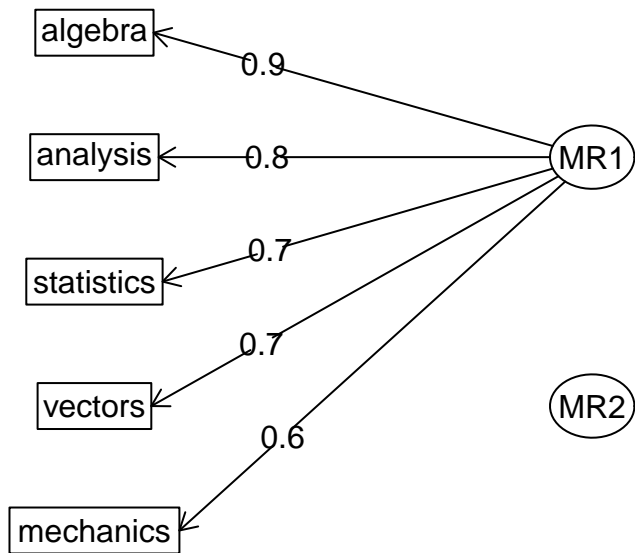 algebra
0.9
analysis
0.8
MR1
statistics
0.7
vectors
0.7
MR2
0.6
mechanics